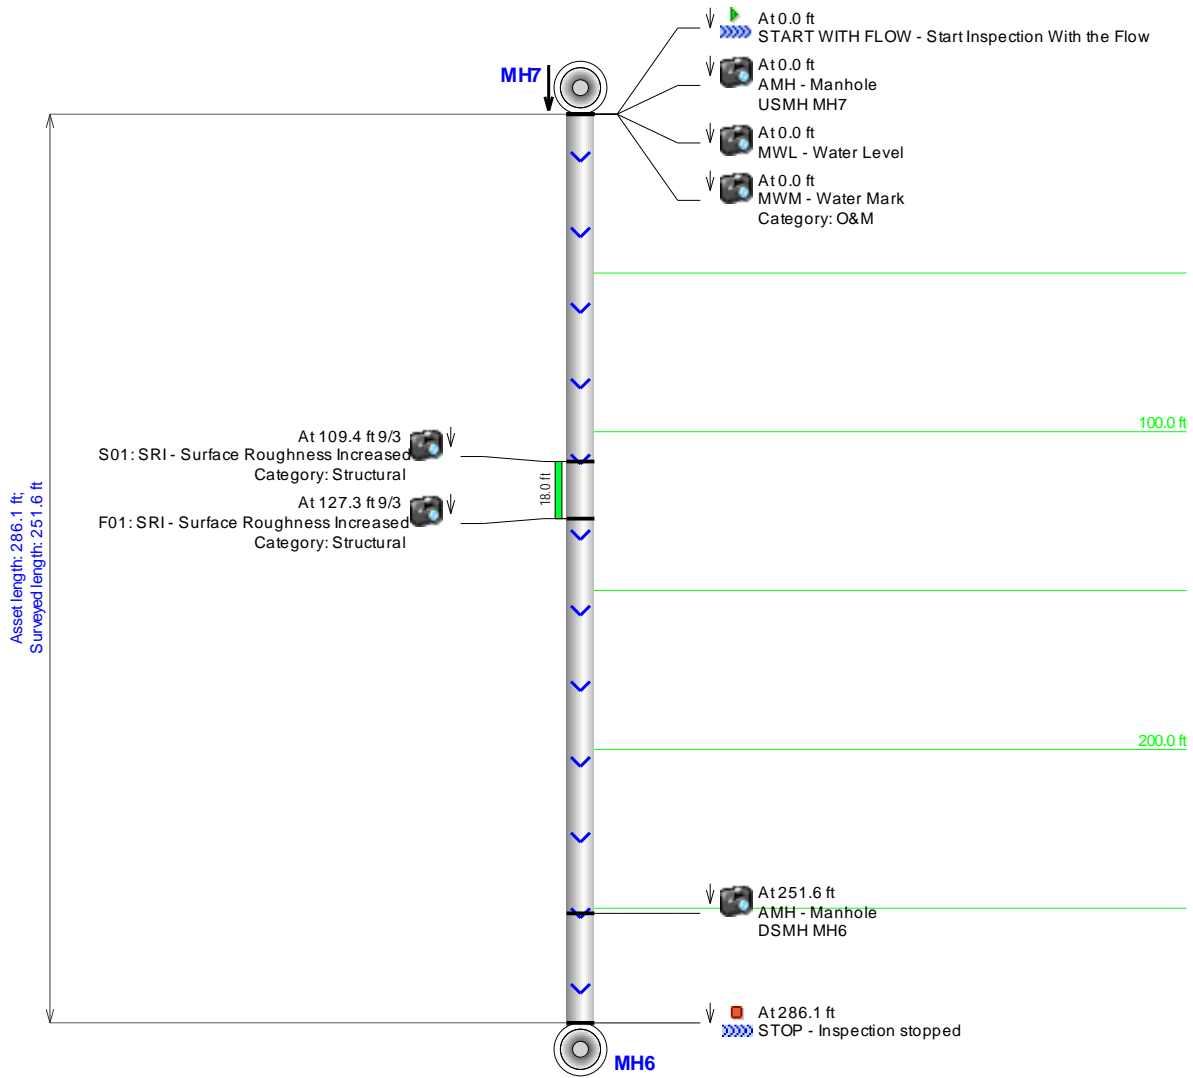 At 0.0 ft
START WITH FLOW - Start Inspection With the Flow
MH7
At 0.0 ft
AMH - Manhole
USMH MH7
At 0.0 ft
MWL - Water Level
At 0.0 ft
MWM - Water Mark
Category: O&M
100.0 ft
At 109.4 ft 9/3
S01: SRI - Surface Roughness Increased
Category: Structural
18.0 ft
At 127.3 ft 9/3
F01: SRI - Surface Roughness Increased
Category: Structural
Asset length: 286.1 ft;
Surveyed length: 251.6 ft
200.0 ft
At 251.6 ft
AMH - Manhole
DSMH MH6
At 286.1 ft
STOP - Inspection stopped
MH6